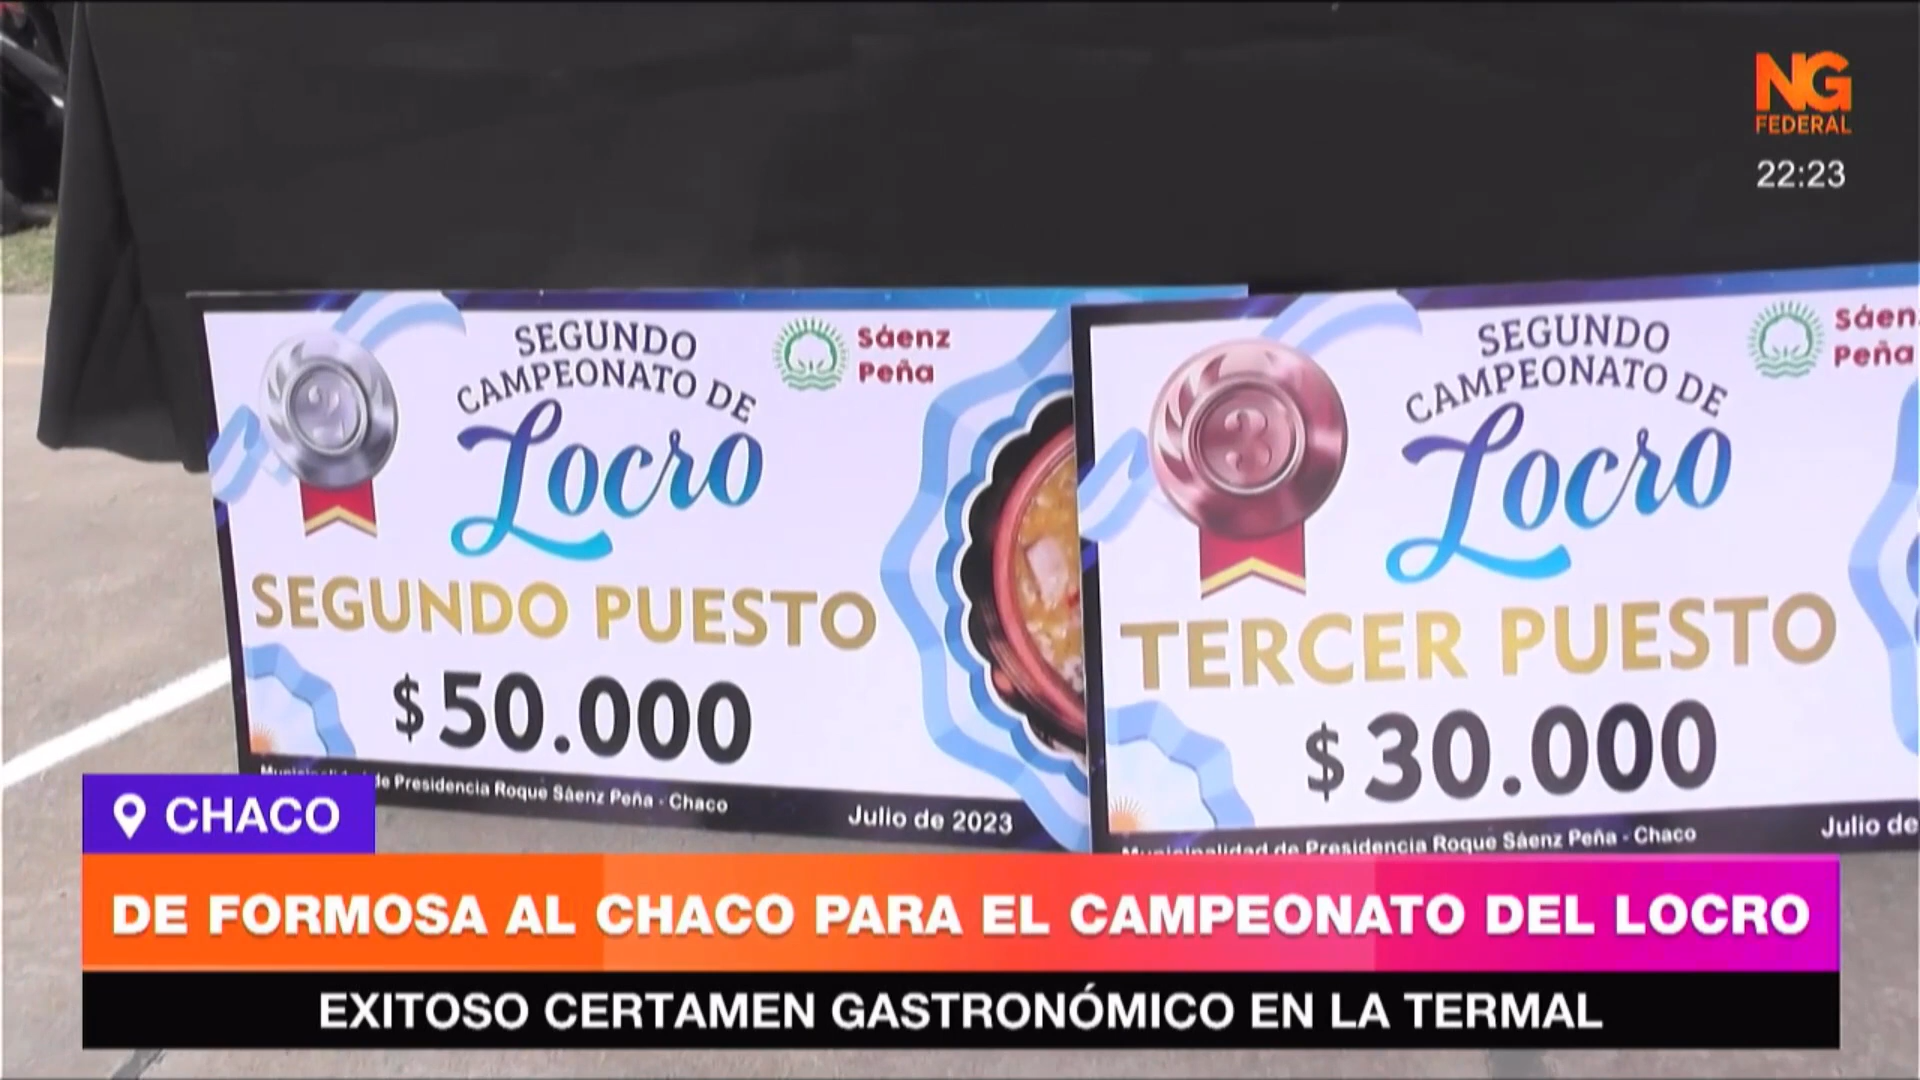 NG
FEDERAL
22:23
SEGUNDO
CAMPEONATO DE
Locro
Sáenz
Peña
2
SEGUNDO PUESTO
$50.000
de Presidencia Roque Sáenz Peña - Chaco
Julio de 2023
SEGUNDO
CAMPEONATO DE
Locro
Peña
3
TERCER PUESTO
$30.000
Municipalidad de Presidencia Roque Sáenz Peña - Chaco
Julio de
CHACO
DE FORMOSA AL CHACO PARA EL CAMPEONATO DEL LOCRO
EXITOSO CERTAMEN GASTRONÓMICO EN LA TERMAL